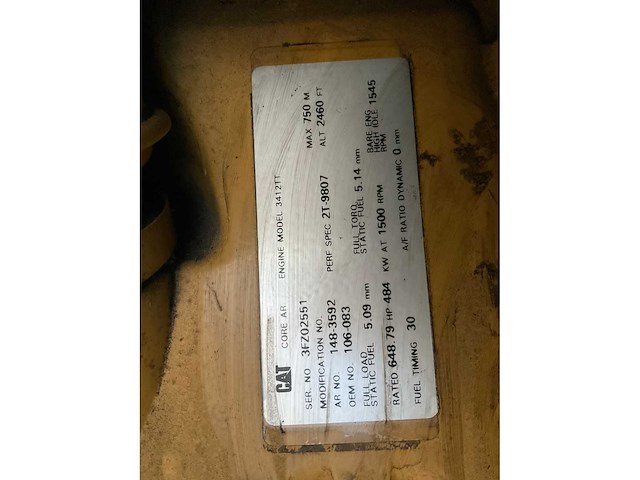 CAT CORE AR ENGINE MODEL 3412TT
SER. NO 3FZ02551 MAX 750 M
MODIFICATION NO. PERF SPEC 2T-9807 ALT 2460 FT
AR NO. 148-3592
OEM NO. 106-083
FULL LOAD STATIC FUEL 5.09 mm FULL TORQ STATIC FUEL 5.14 mm BARE ENG HIGH IDLE RPM 1545
RATED 648.79 HP 484 KW AT 1500 RPM
FUEL TIMING 30 A/F RATIO DYNAMIC 0 mm